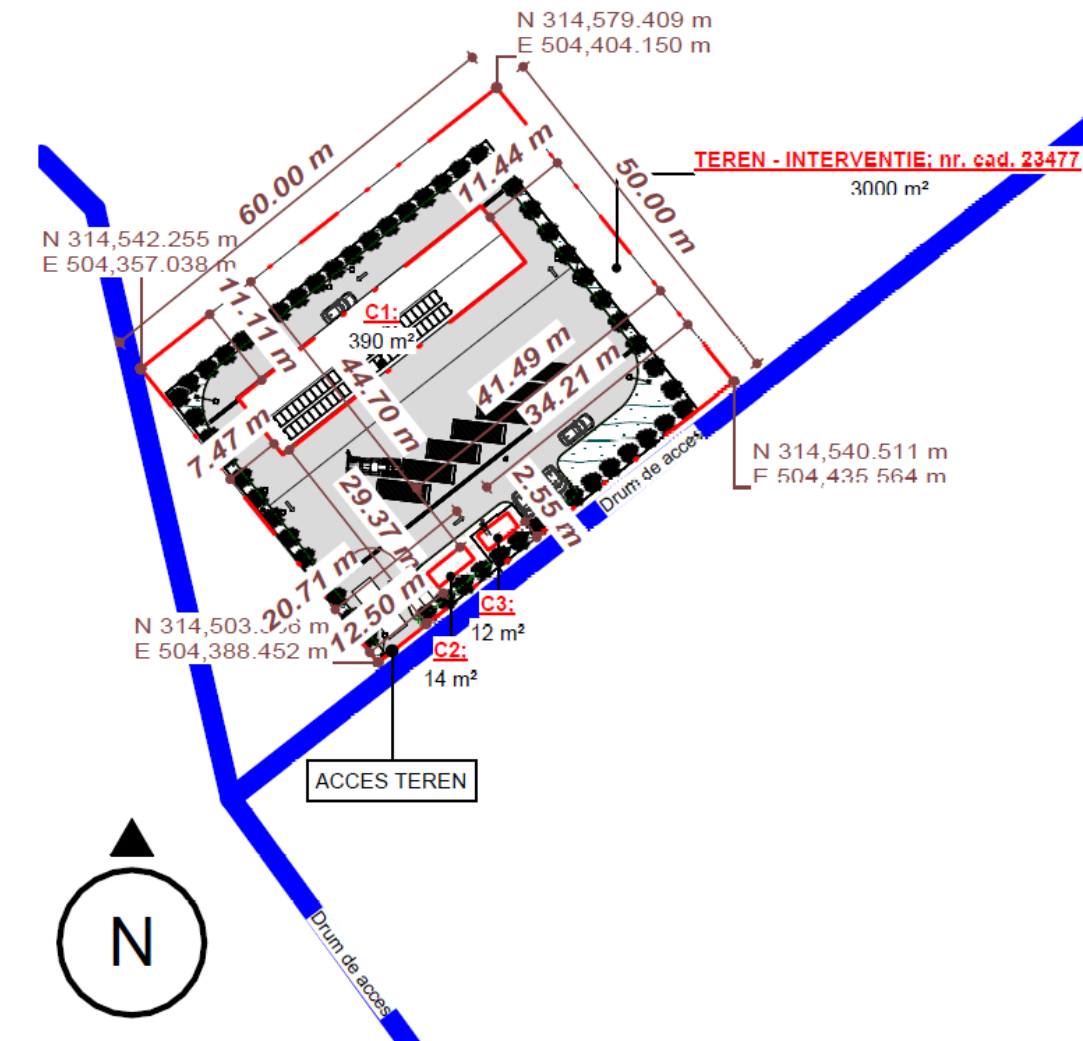 N 314,579.409 m
E 504,404.150 m
TEREN - INTERVENTIE; nr. cad. 23477
3000 m²
60.00 m
11.44 m
50.00 m
N 314,542.255 m
E 504,357.038 m
11.11 m
C1:
390 m²
44.70 m
41.49 m
34.21 m
7.47 m
29.37 m
2.55 m
Drum de acces
N 314,540.511 m
E 504,435.564 m
20.71 m
12.50 m
N 314,503. m
E 504,388.452 m
C3:
12 m²
C2:
14 m²
ACCES TEREN
N
Drum de acces